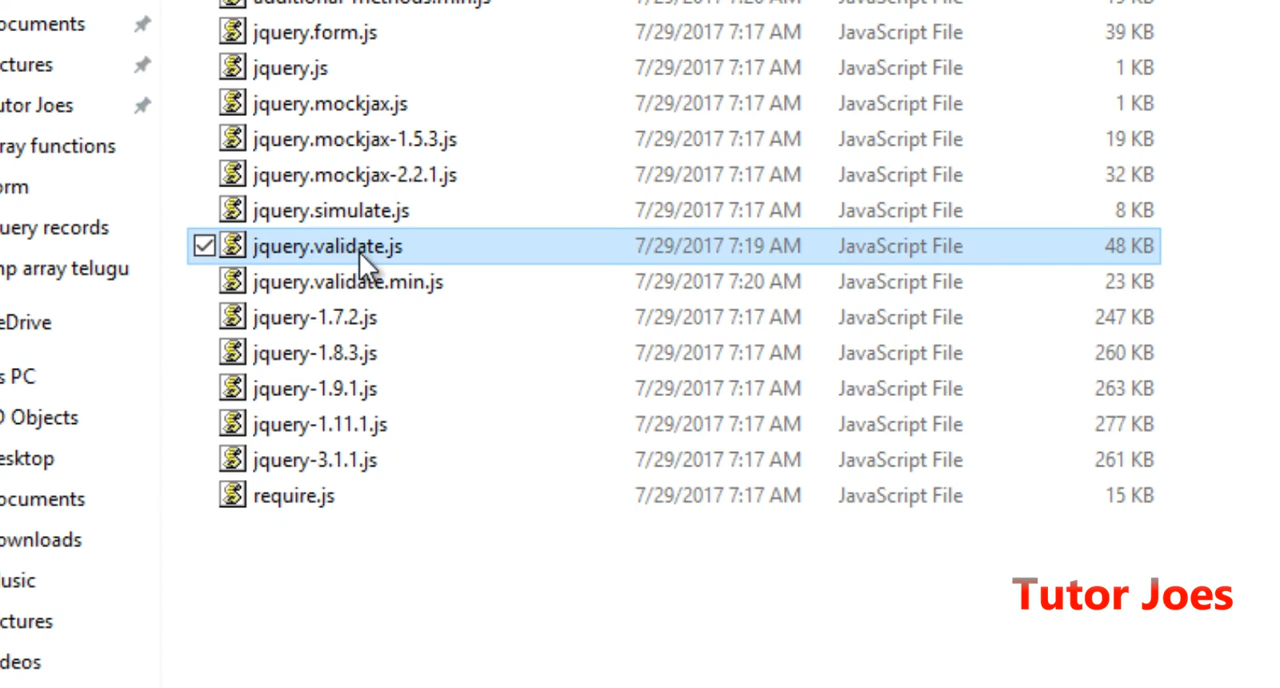 ocuments
ctures
utor Joes
ray functions
orm
uery records
np array telugu
eDrive
s PC
D Objects
esktop
ocuments
ownloads
usic
ctures
deos
additional-methods.min.js
jquery.form.js 7/29/2017 7:17 AM JavaScript File 39 KB
jquery.js 7/29/2017 7:17 AM JavaScript File 1 KB
jquery.mockjax.js 7/29/2017 7:17 AM JavaScript File 1 KB
jquery.mockjax-1.5.3.js 7/29/2017 7:17 AM JavaScript File 19 KB
jquery.mockjax-2.2.1.js 7/29/2017 7:17 AM JavaScript File 32 KB
jquery.simulate.js 7/29/2017 7:17 AM JavaScript File 8 KB
jquery.validate.js 7/29/2017 7:19 AM JavaScript File 48 KB
jquery.validate.min.js 7/29/2017 7:20 AM JavaScript File 23 KB
jquery-1.7.2.js 7/29/2017 7:17 AM JavaScript File 247 KB
jquery-1.8.3.js 7/29/2017 7:17 AM JavaScript File 260 KB
jquery-1.9.1.js 7/29/2017 7:17 AM JavaScript File 263 KB
jquery-1.11.1.js 7/29/2017 7:17 AM JavaScript File 277 KB
jquery-3.1.1.js 7/29/2017 7:17 AM JavaScript File 261 KB
require.js 7/29/2017 7:17 AM JavaScript File 15 KB
Tutor Joes